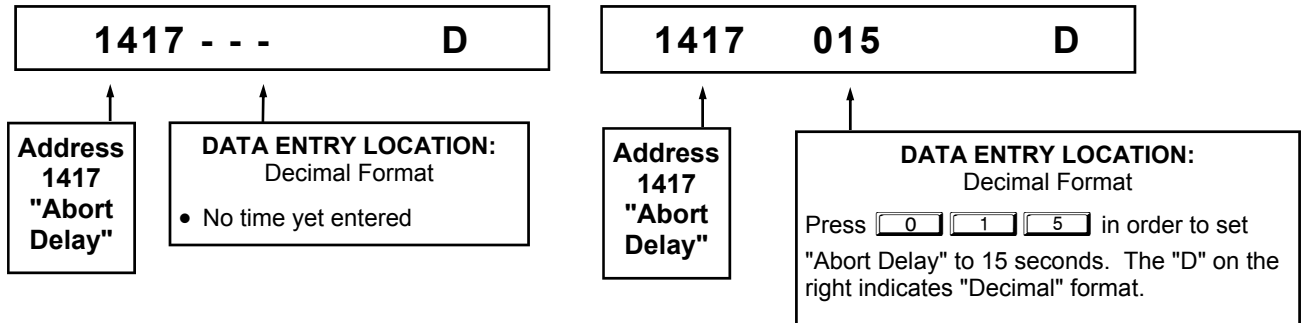 1417 - - - D
Address
1417
"Abort
Delay"
DATA ENTRY LOCATION:
Decimal Format
• No time yet entered
1417 015 D
Address
1417
"Abort
Delay"
DATA ENTRY LOCATION:
Decimal Format
Press 0 1 5 in order to set
"Abort Delay" to 15 seconds. The "D" on the
right indicates "Decimal" format.